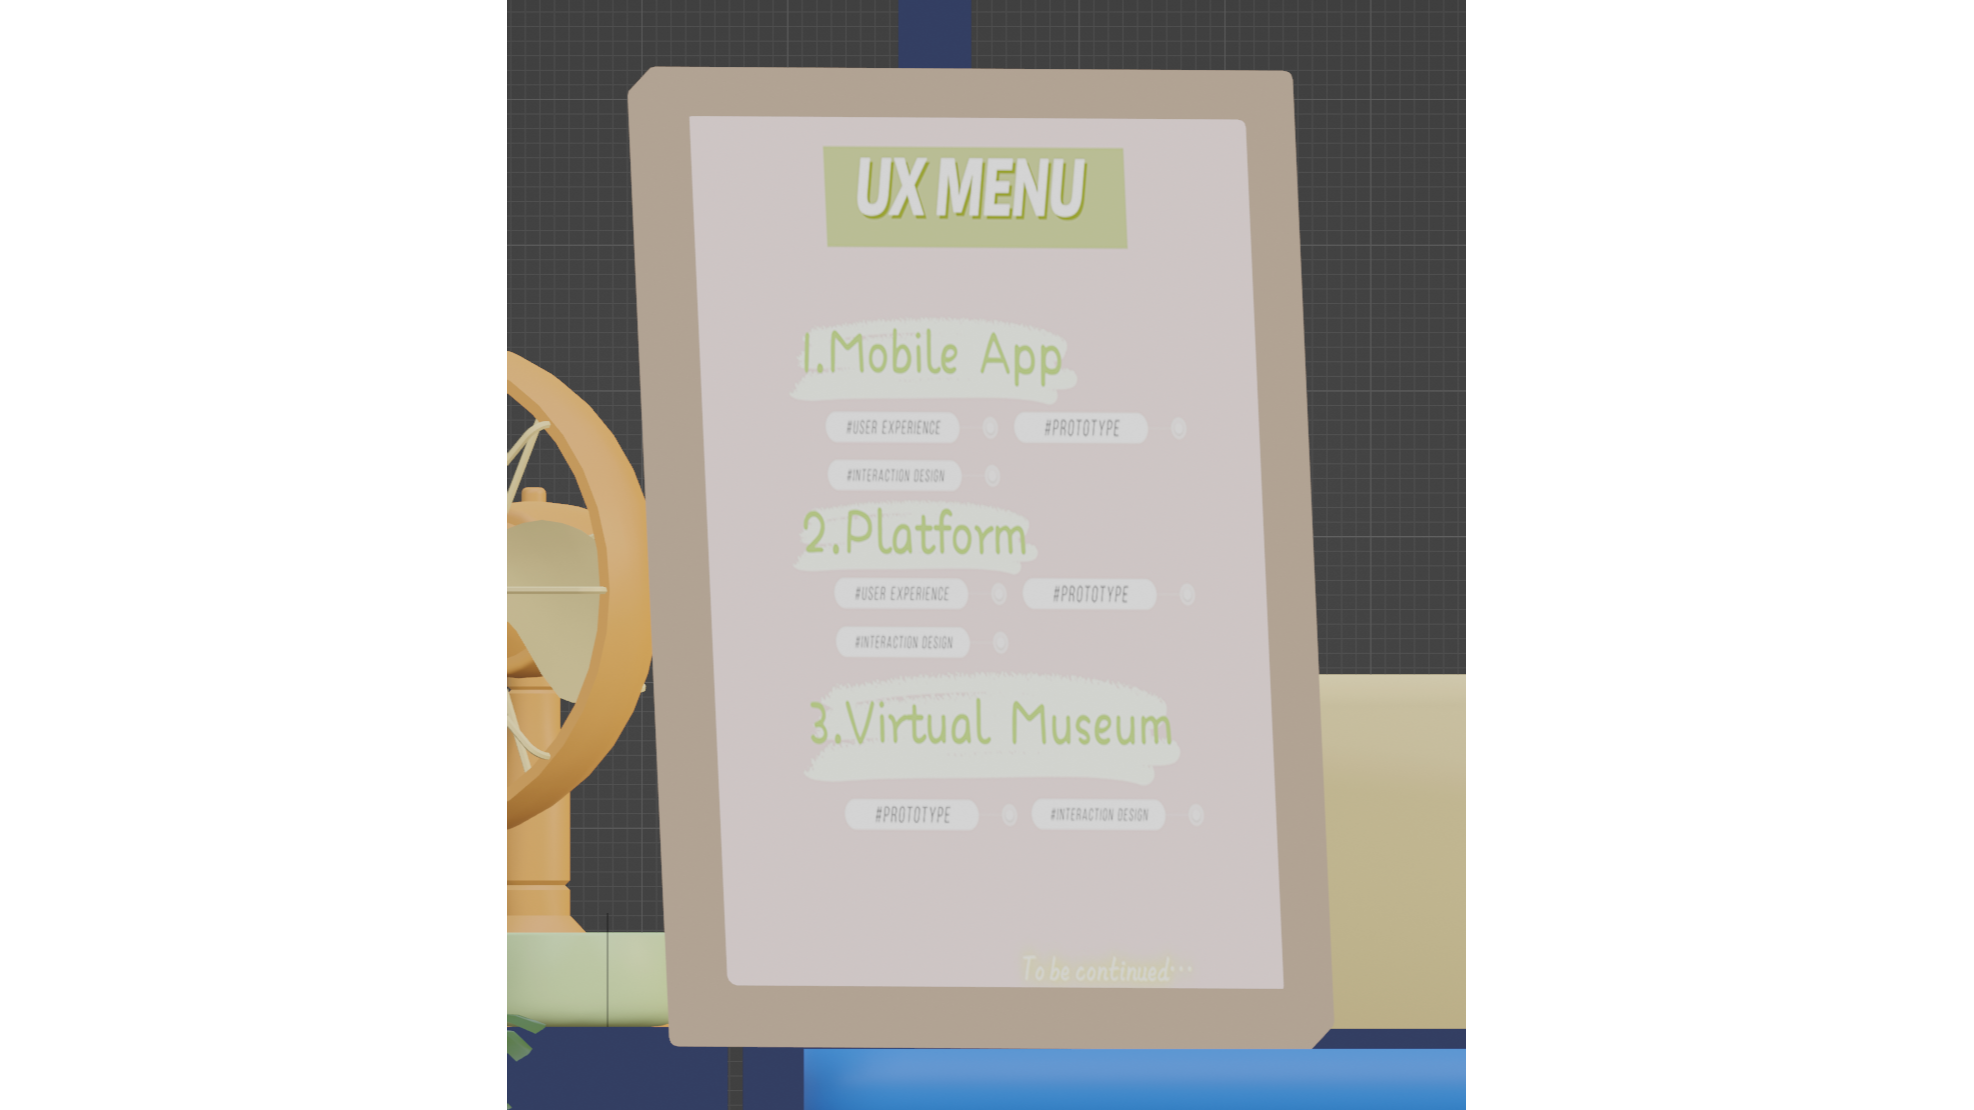 UX MENU
1.Mobile App
#USER EXPERIENCE #PROTOTYPE
#INTERACTION DESIGN
2.Platform
#USER EXPERIENCE #PROTOTYPE
#INTERACTION DESIGN
3.Virtual Museum
#PROTOTYPE #INTERACTION DESIGN
To be continued···